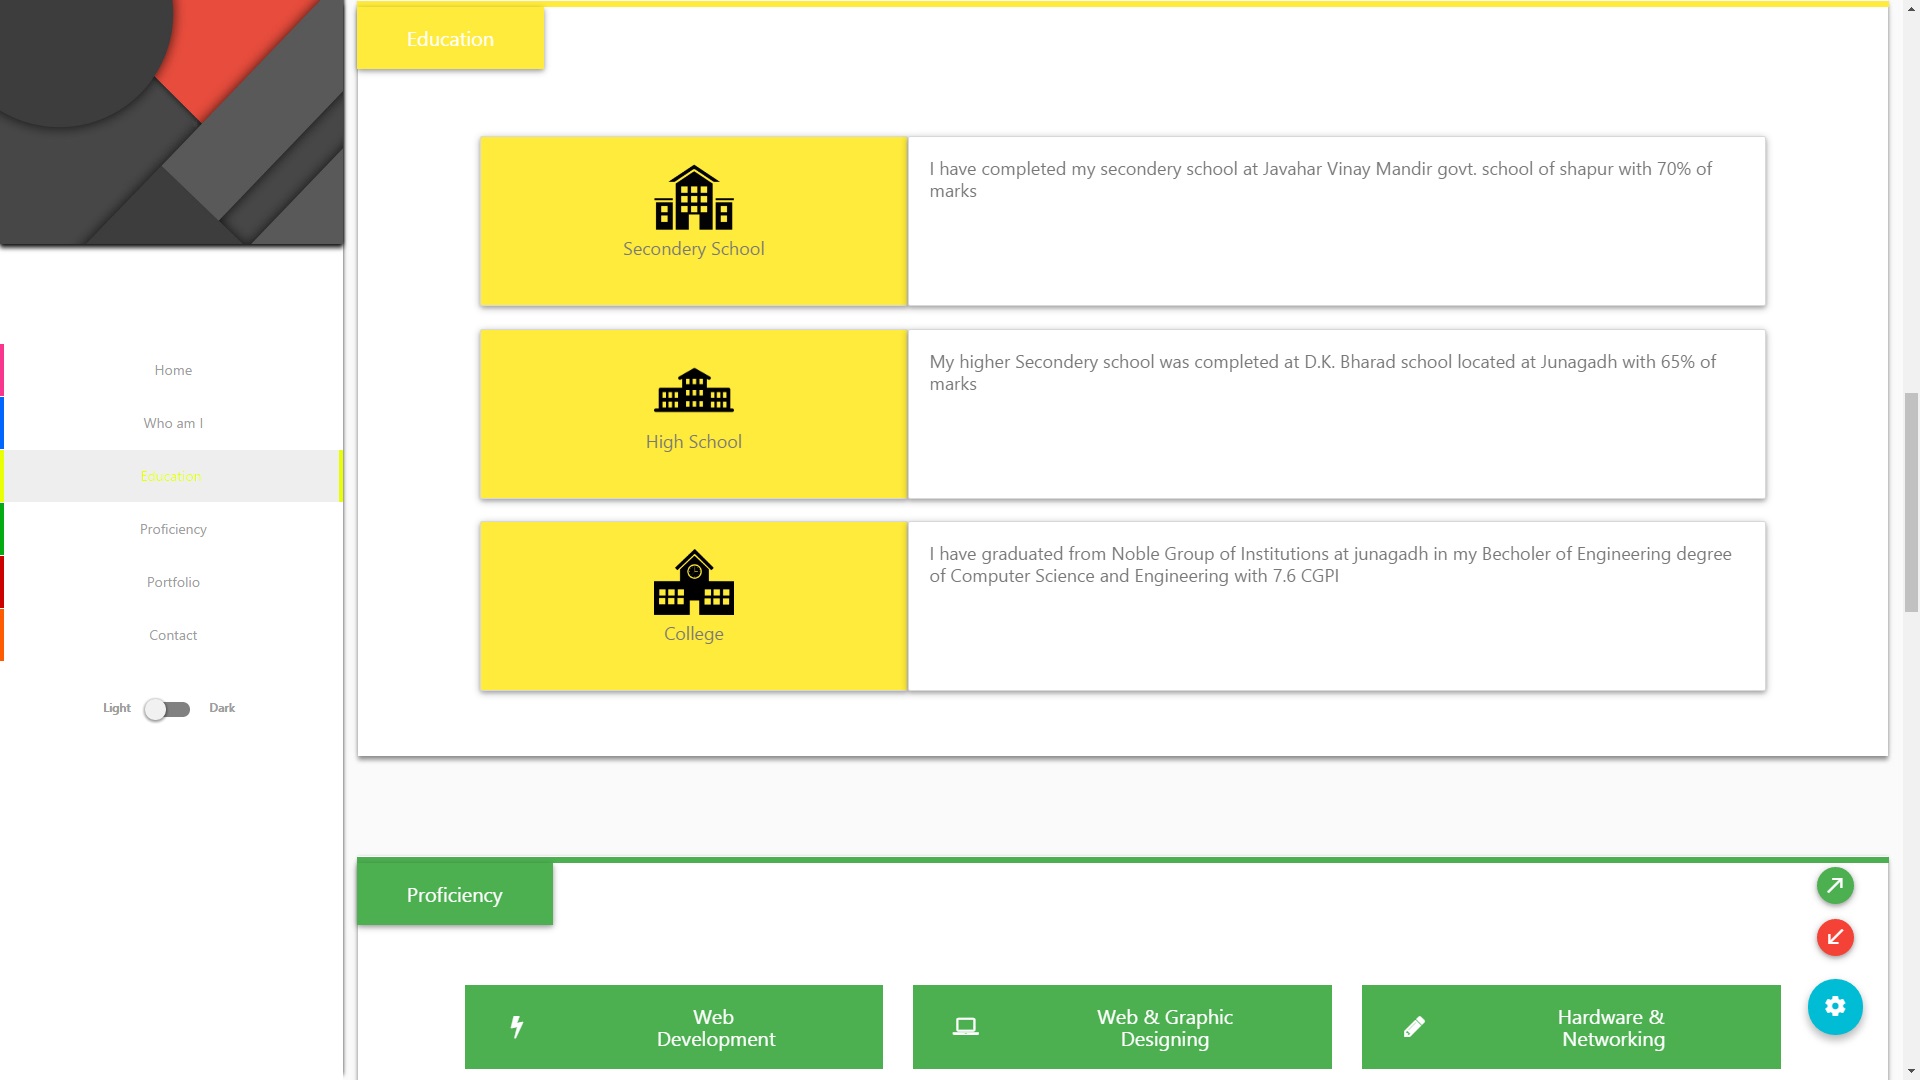 Home
Who am I
Education
Proficiency
Portfolio
Contact
Light
Dark
Education
Secondery School
I have completed my secondery school at Javahar Vinay Mandir govt. school of shapur with 70% of
marks
High School
My higher Secondery school was completed at D.K. Bharad school located at Junagadh with 65% of
marks
College
I have graduated from Noble Group of Institutions at junagadh in my Becholer of Engineering degree
of Computer Science and Engineering with 7.6 CGPI
Proficiency
Web
Development
Web & Graphic
Designing
Hardware &
Networking